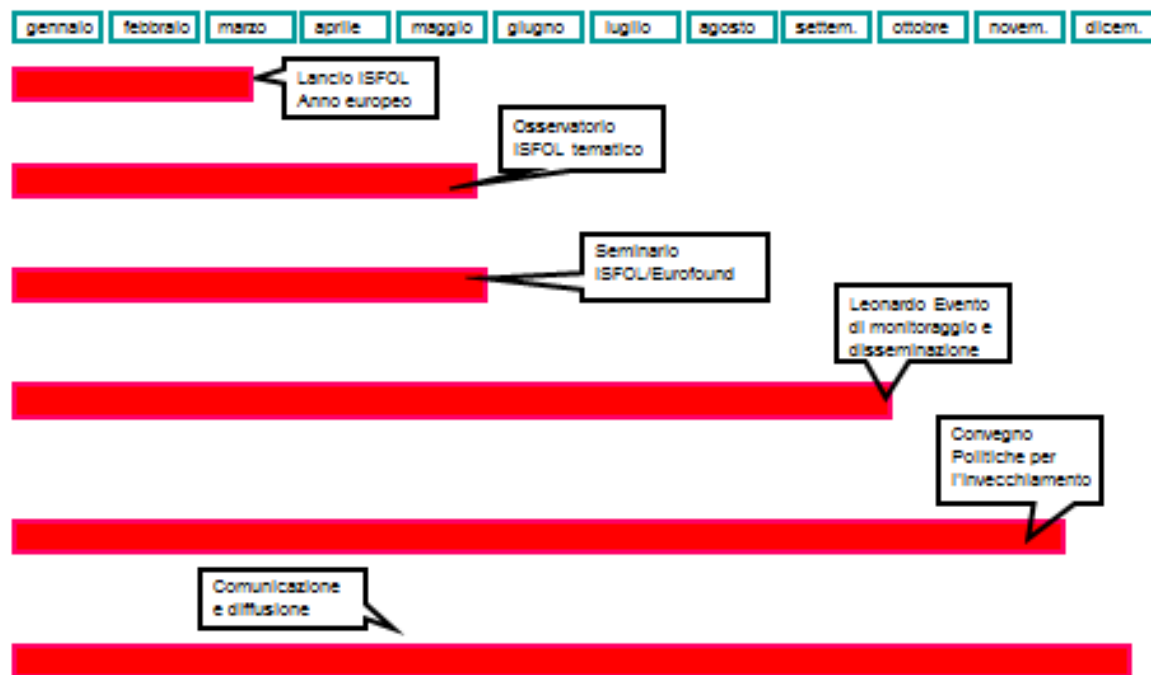 gennaio febbraio marzo aprile maggio giugno luglio agosto settem. ottobre novem. dicem.
Lancio ISFOL
Anno europeo
Osservatorio
ISFOL tematico
Seminario
ISFOL/Eurofound
Leonardo Evento
di monitoraggio e
disseminazione
Convegno
Politiche per
l'invecchiamento
Comunicazione
e diffusione